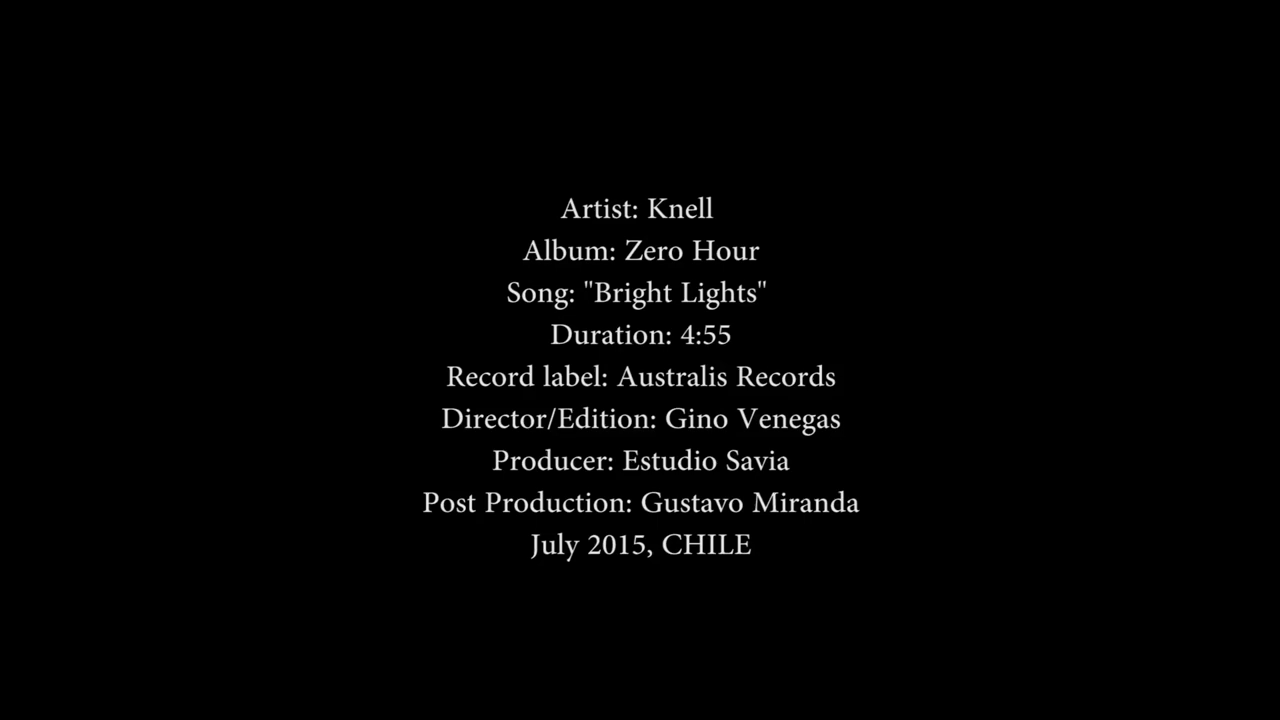 Artist: Knell
Album: Zero Hour
Song: "Bright Lights"
Duration: 4:55
Record label: Australis Records
Director/Edition: Gino Venegas
Producer: Estudio Savia
Post Production: Gustavo Miranda
July 2015, CHILE